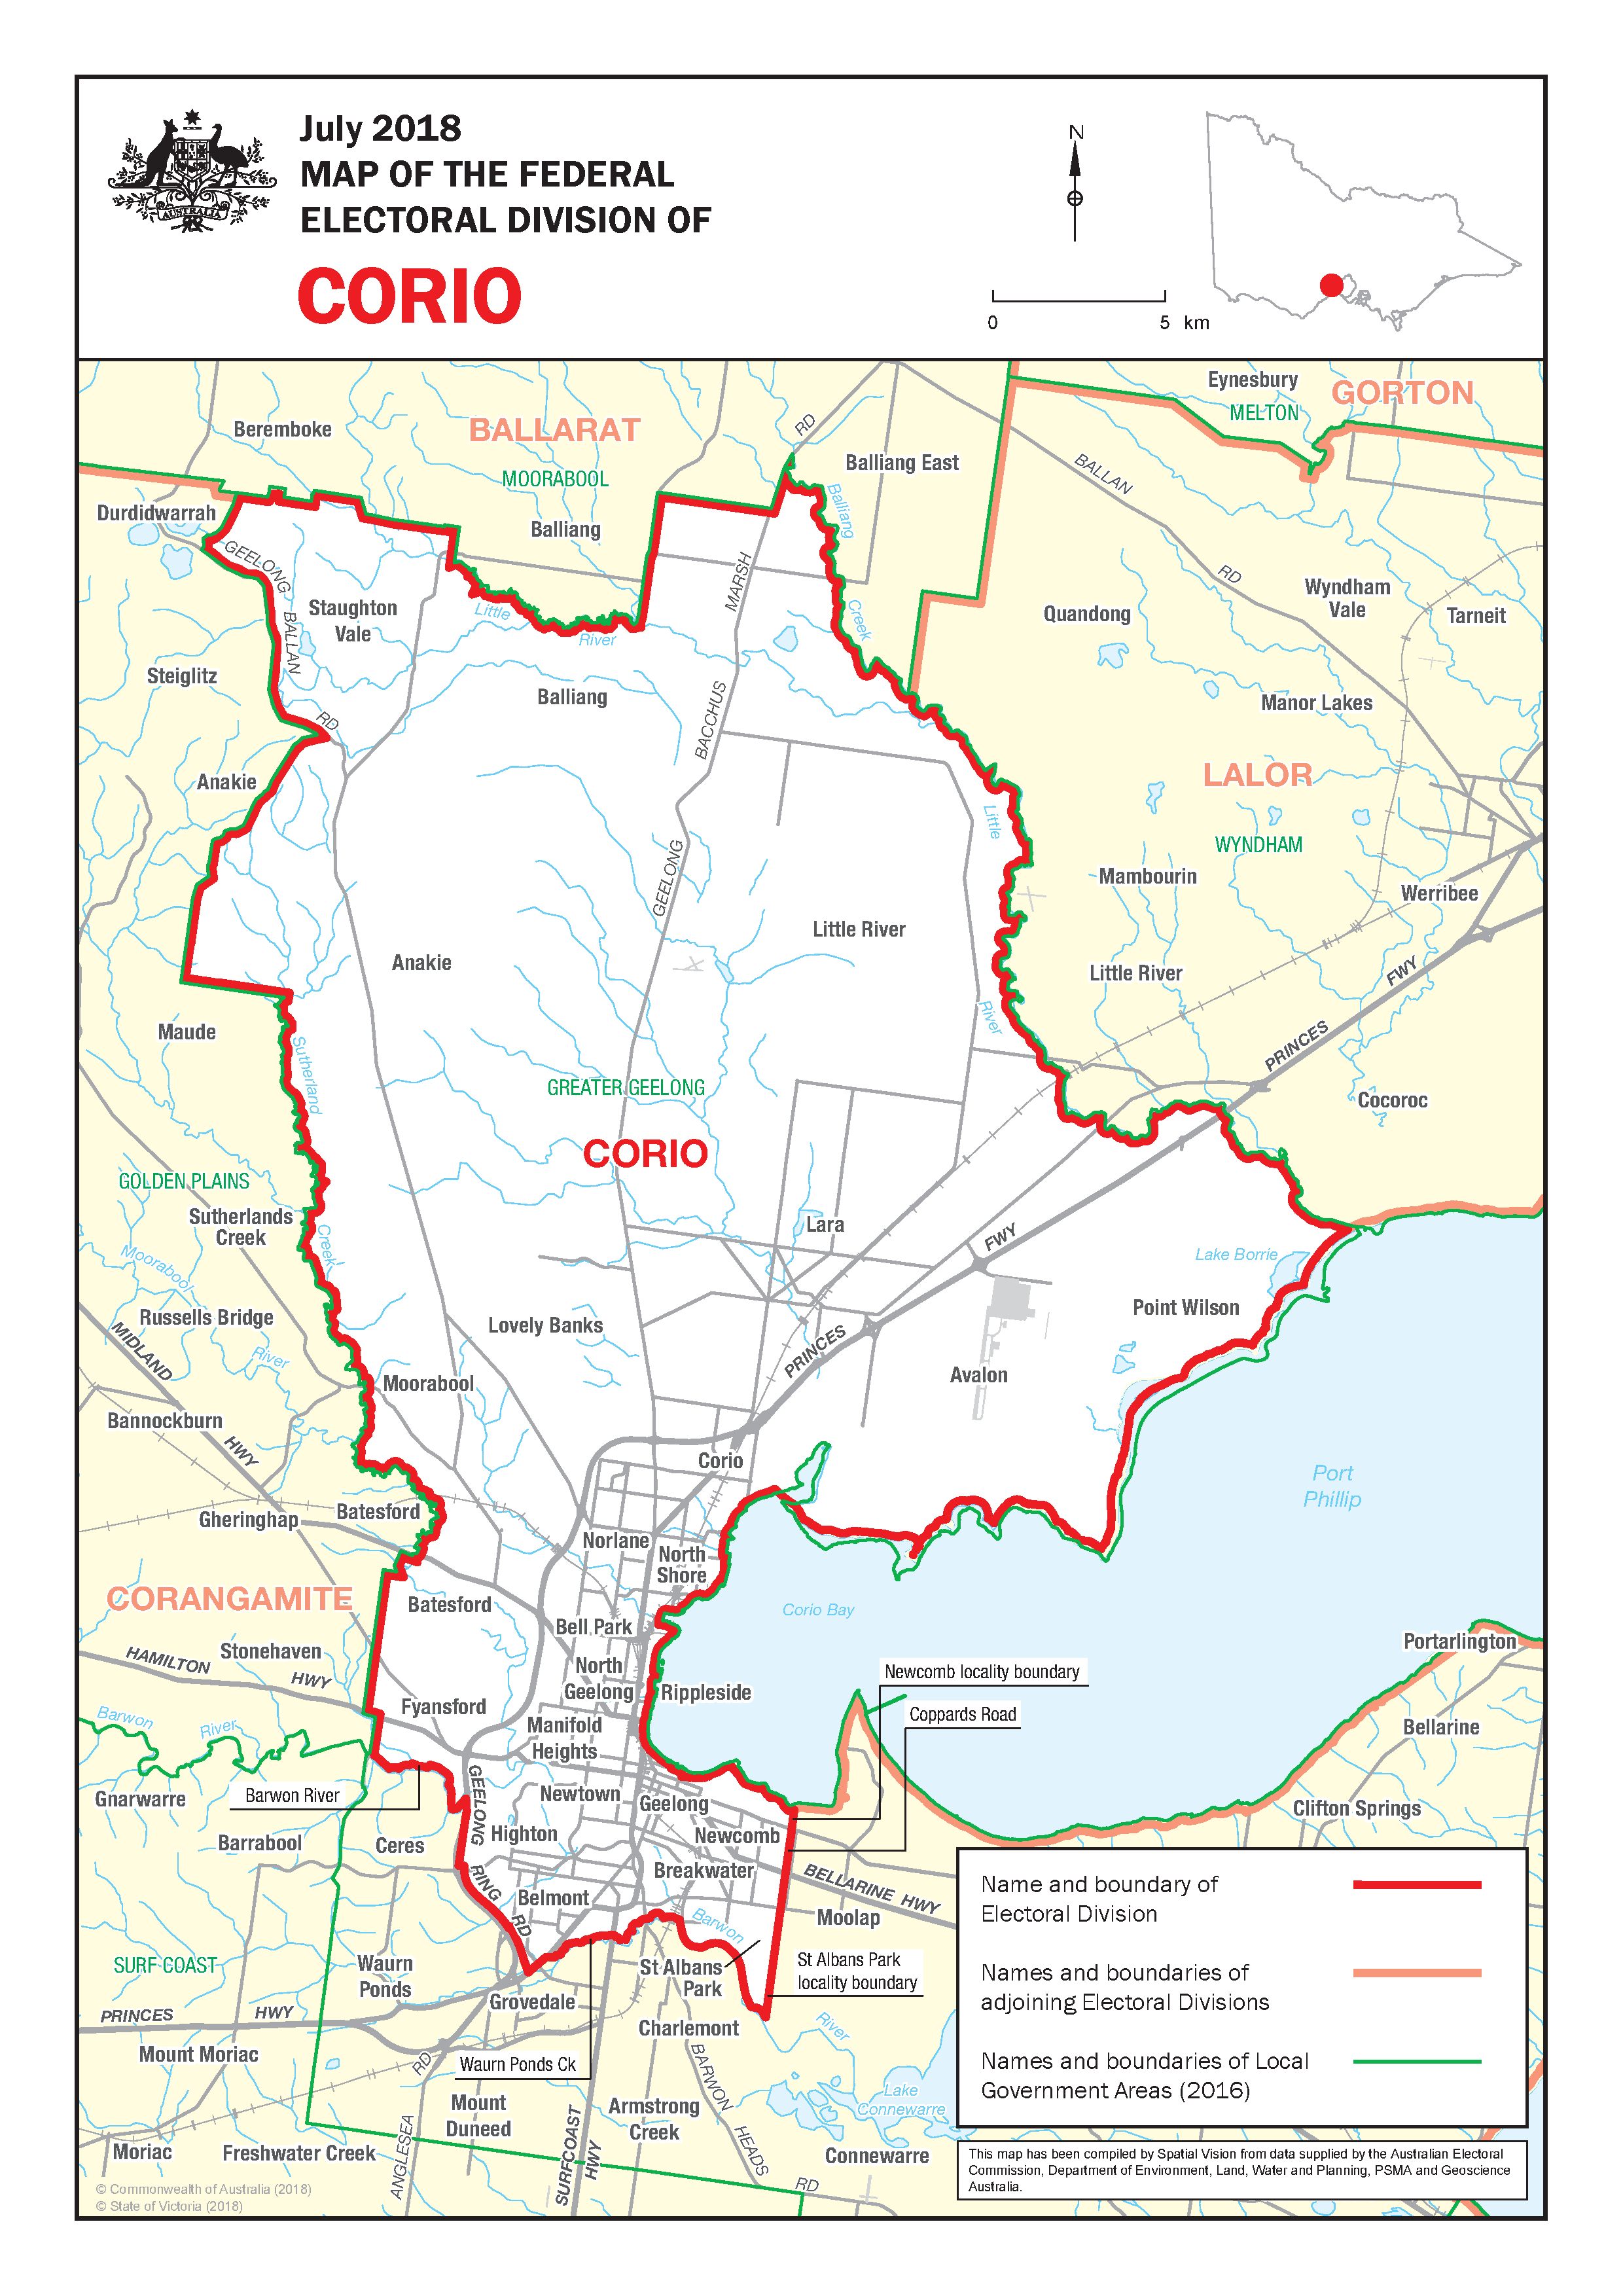 July 2018
MAP OF THE FEDERAL
ELECTORAL DIVISION OF
CORIO
AUSTRALIA
N
0 5 km
Eynesbury
GORTON
MELTON
Beremboke
BALLARAT
RD
MOORABOOL
Balliang East
BALLAN
Durdidwarrah
Balliang
Balliang
GEELONG
MARSH
RD
Wyndham
Vale
Staughton
Vale
BALLAN
Little
River
Creek
Quandong
Tarneit
Steiglitz
Balliang
BACCHUS
Manor Lakes
RD
Anakie
LALOR
Little
WYNDHAM
GEELONG
Mambourin
Werribee
Little River
Anakie
Little River
FWY
River
Maude
Sutherland
PRINCES
GREATER GEELONG
Cocoroc
CORIO
GOLDEN PLAINS
Sutherlands
Creek
Lara
Creek
FWY
Moorabool
Lake Borrie
Russells Bridge
Point Wilson
MIDLAND
Lovely Banks
PRINCES
River
Avalon
Moorabool
Bannockburn
HWY
Corio
Port
Phillip
Gheringhap
Batesford
Norlane
North
Shore
CORANGAMITE
Batesford
Corio Bay
Bell Park
Portarlington
HAMILTON
Stonehaven
HWY
North
Geelong
Newcomb locality boundary
Rippleside
Fyansford
Coppards Road
Barwon
River
Manifold
Heights
Bellarine
GEELONG
Gnarwarre
Barwon River
Newtown
Geelong
Clifton Springs
Barrabool
Ceres
Highton
Newcomb
Breakwater
BELLARINE HWY
RING
Belmont
Moolap
RD
Barwon
SURF COAST
Waurn
Ponds
St Albans
Park
St Albans Park
locality boundary
Grovedale
PRINCES HWY
Charlemont
River
Mount Moriac
RD
Waurn Ponds Ck
BARWON
Lake
Connewarre
Mount
Duneed
Armstrong
Creek
ANGLESEA
SURFCOAST
HWY
HEADS
Moriac
Freshwater Creek
Connewarre
RD
Name and boundary of
Electoral Division
Names and boundaries of
adjoining Electoral Divisions
Names and boundaries of Local
Government Areas (2016)
This map has been compiled by Spatial Vision from data supplied by the Australian Electoral
Commission, Department of Environment, Land, Water and Planning, PSMA and Geoscience
Australia.
© Commonwealth of Australia (2018)
© State of Victoria (2018)